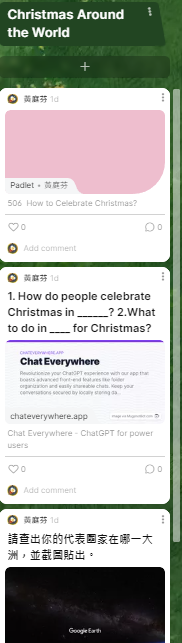 Christmas Around
the World
+
黃庭芬 1d
Padlet • 黃庭芬
506 How to Celebrate Christmas?
0 0
Add comment
黃庭芬 1d
1. How do people celebrate
Christmas in ______? 2.What
to do in ____ for Christmas?
CHATEVERYWHERE.APP
Chat Everywhere
Revolutionize your ChatGPT experience with our app that
boasts advanced front-end features like folder
organization and easily shareable chats. Keep your
conversations secured by locally storing da...
chateverywhere.app
Chat Everywhere - ChatGPT for power
users
0 0
Add comment
黃庭芬 1d
請查出你的代表國家在哪一大
洲，並截圖貼出。
Google Earth